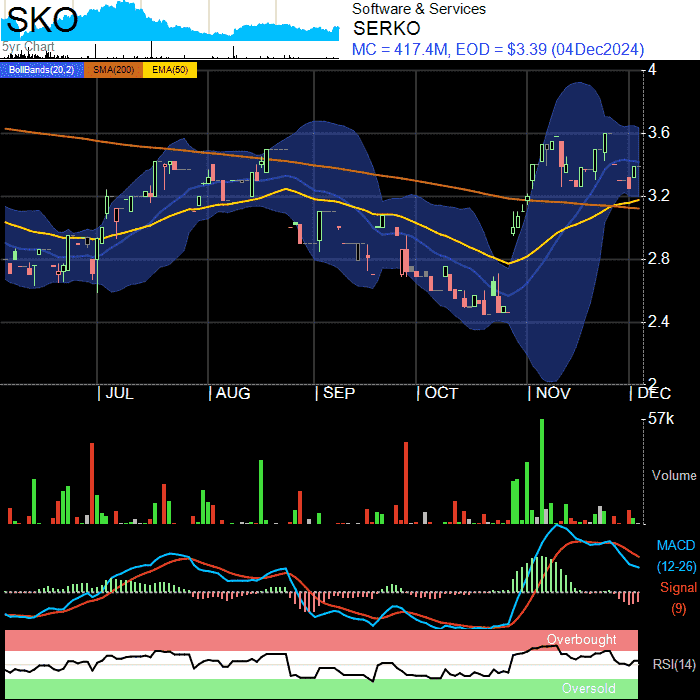 SKO
5yr Chart
Software & Services
SERKO
MC = 417.4M, EOD = $3.39 (04Dec2024)
BollBands(20,2) SMA(200) EMA(50)
4
3.6
3.2
2.8
2.4
2
JUL AUG SEP OCT NOV DEC
57k
Volume
MACD
(12-26)
Signal
(9)
Overbought
RSI(14)
Oversold